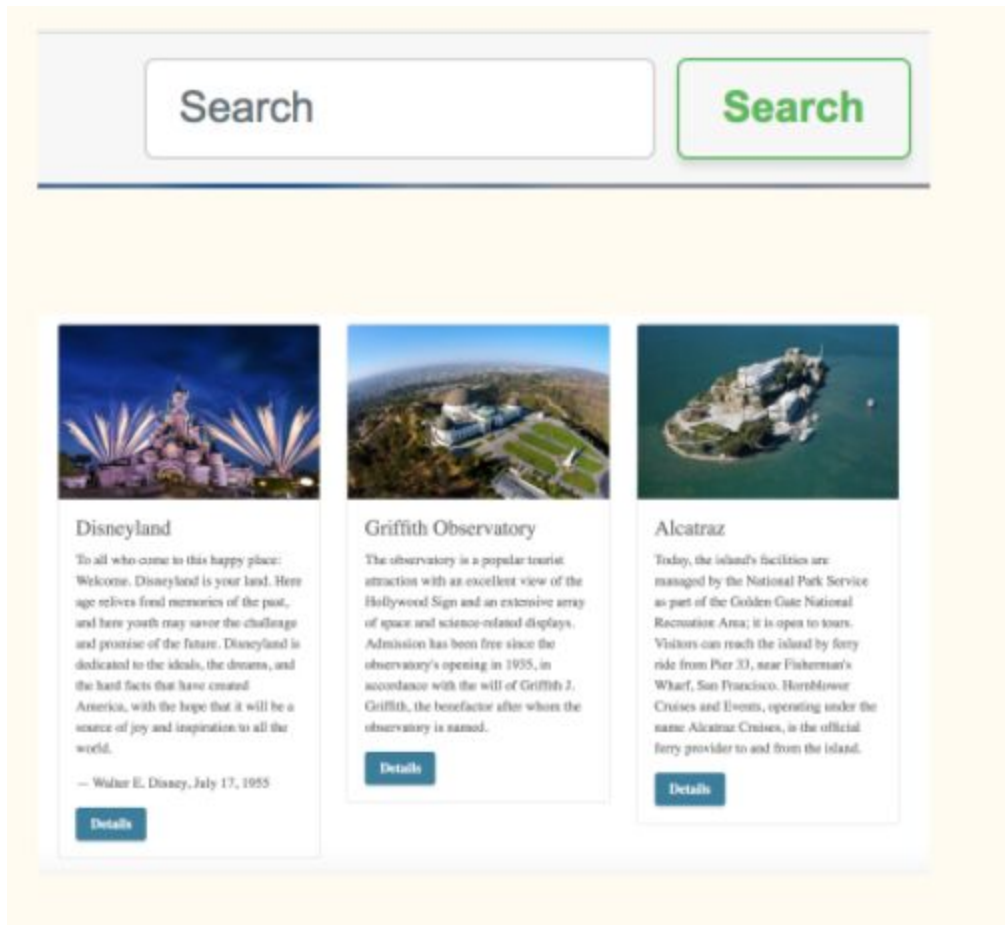 Search
Search
Disneyland
To all who come to this happy place:
Welcome. Disneyland is your land. Here
age relives fond memories of the past,
and here youth may savor the challenge
and promise of the future. Disneyland is
dedicated to the ideals, the dreams, and
the hard facts that have created
America, with the hope that it will be a
source of joy and inspiration to all the
world.
— Walter E. Disney, July 17, 1955
Details
Griffith Observatory
The observatory is a popular tourist
attraction with an excellent view of the
Hollywood Sign and an extensive array
of space and science-related displays.
Admission has been free since the
observatory's opening in 1935, in
accordance with the will of Griffith J.
Griffith, the benefactor after whom the
observatory is named.
Details
Alcatraz
Today, the island's facilities are
managed by the National Park Service
as part of the Golden Gate National
Recreation Area; it is open to tours.
Visitors can reach the island by ferry
ride from Pier 33, near Fisherman's
Wharf, San Francisco. Hornblower
Cruises and Events, operating under the
name Alcatraz Cruises, is the official
ferry provider to and from the island.
Details